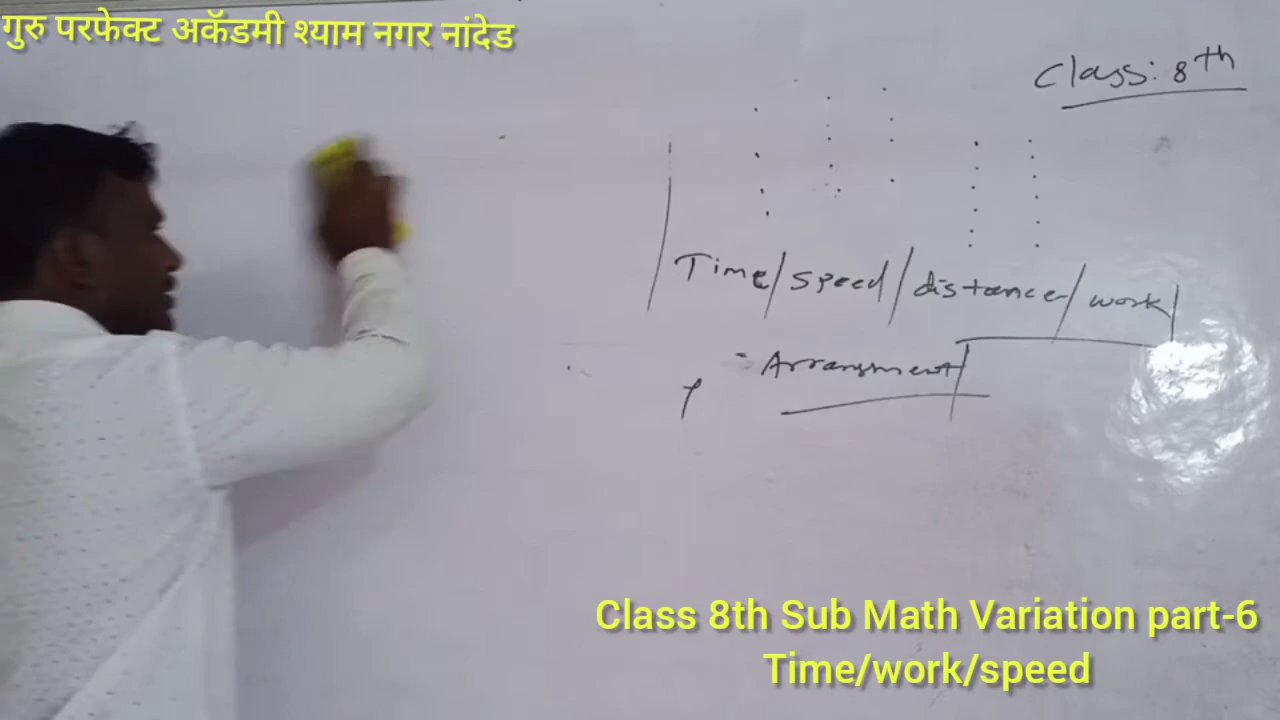 गुरु परफेक्ट अकॅडमी श्याम नगर नांदेड
Class: 8th
Time/speed/distance/work
Arrangment
Class 8th Sub Math Variation part-6
Time/work/speed